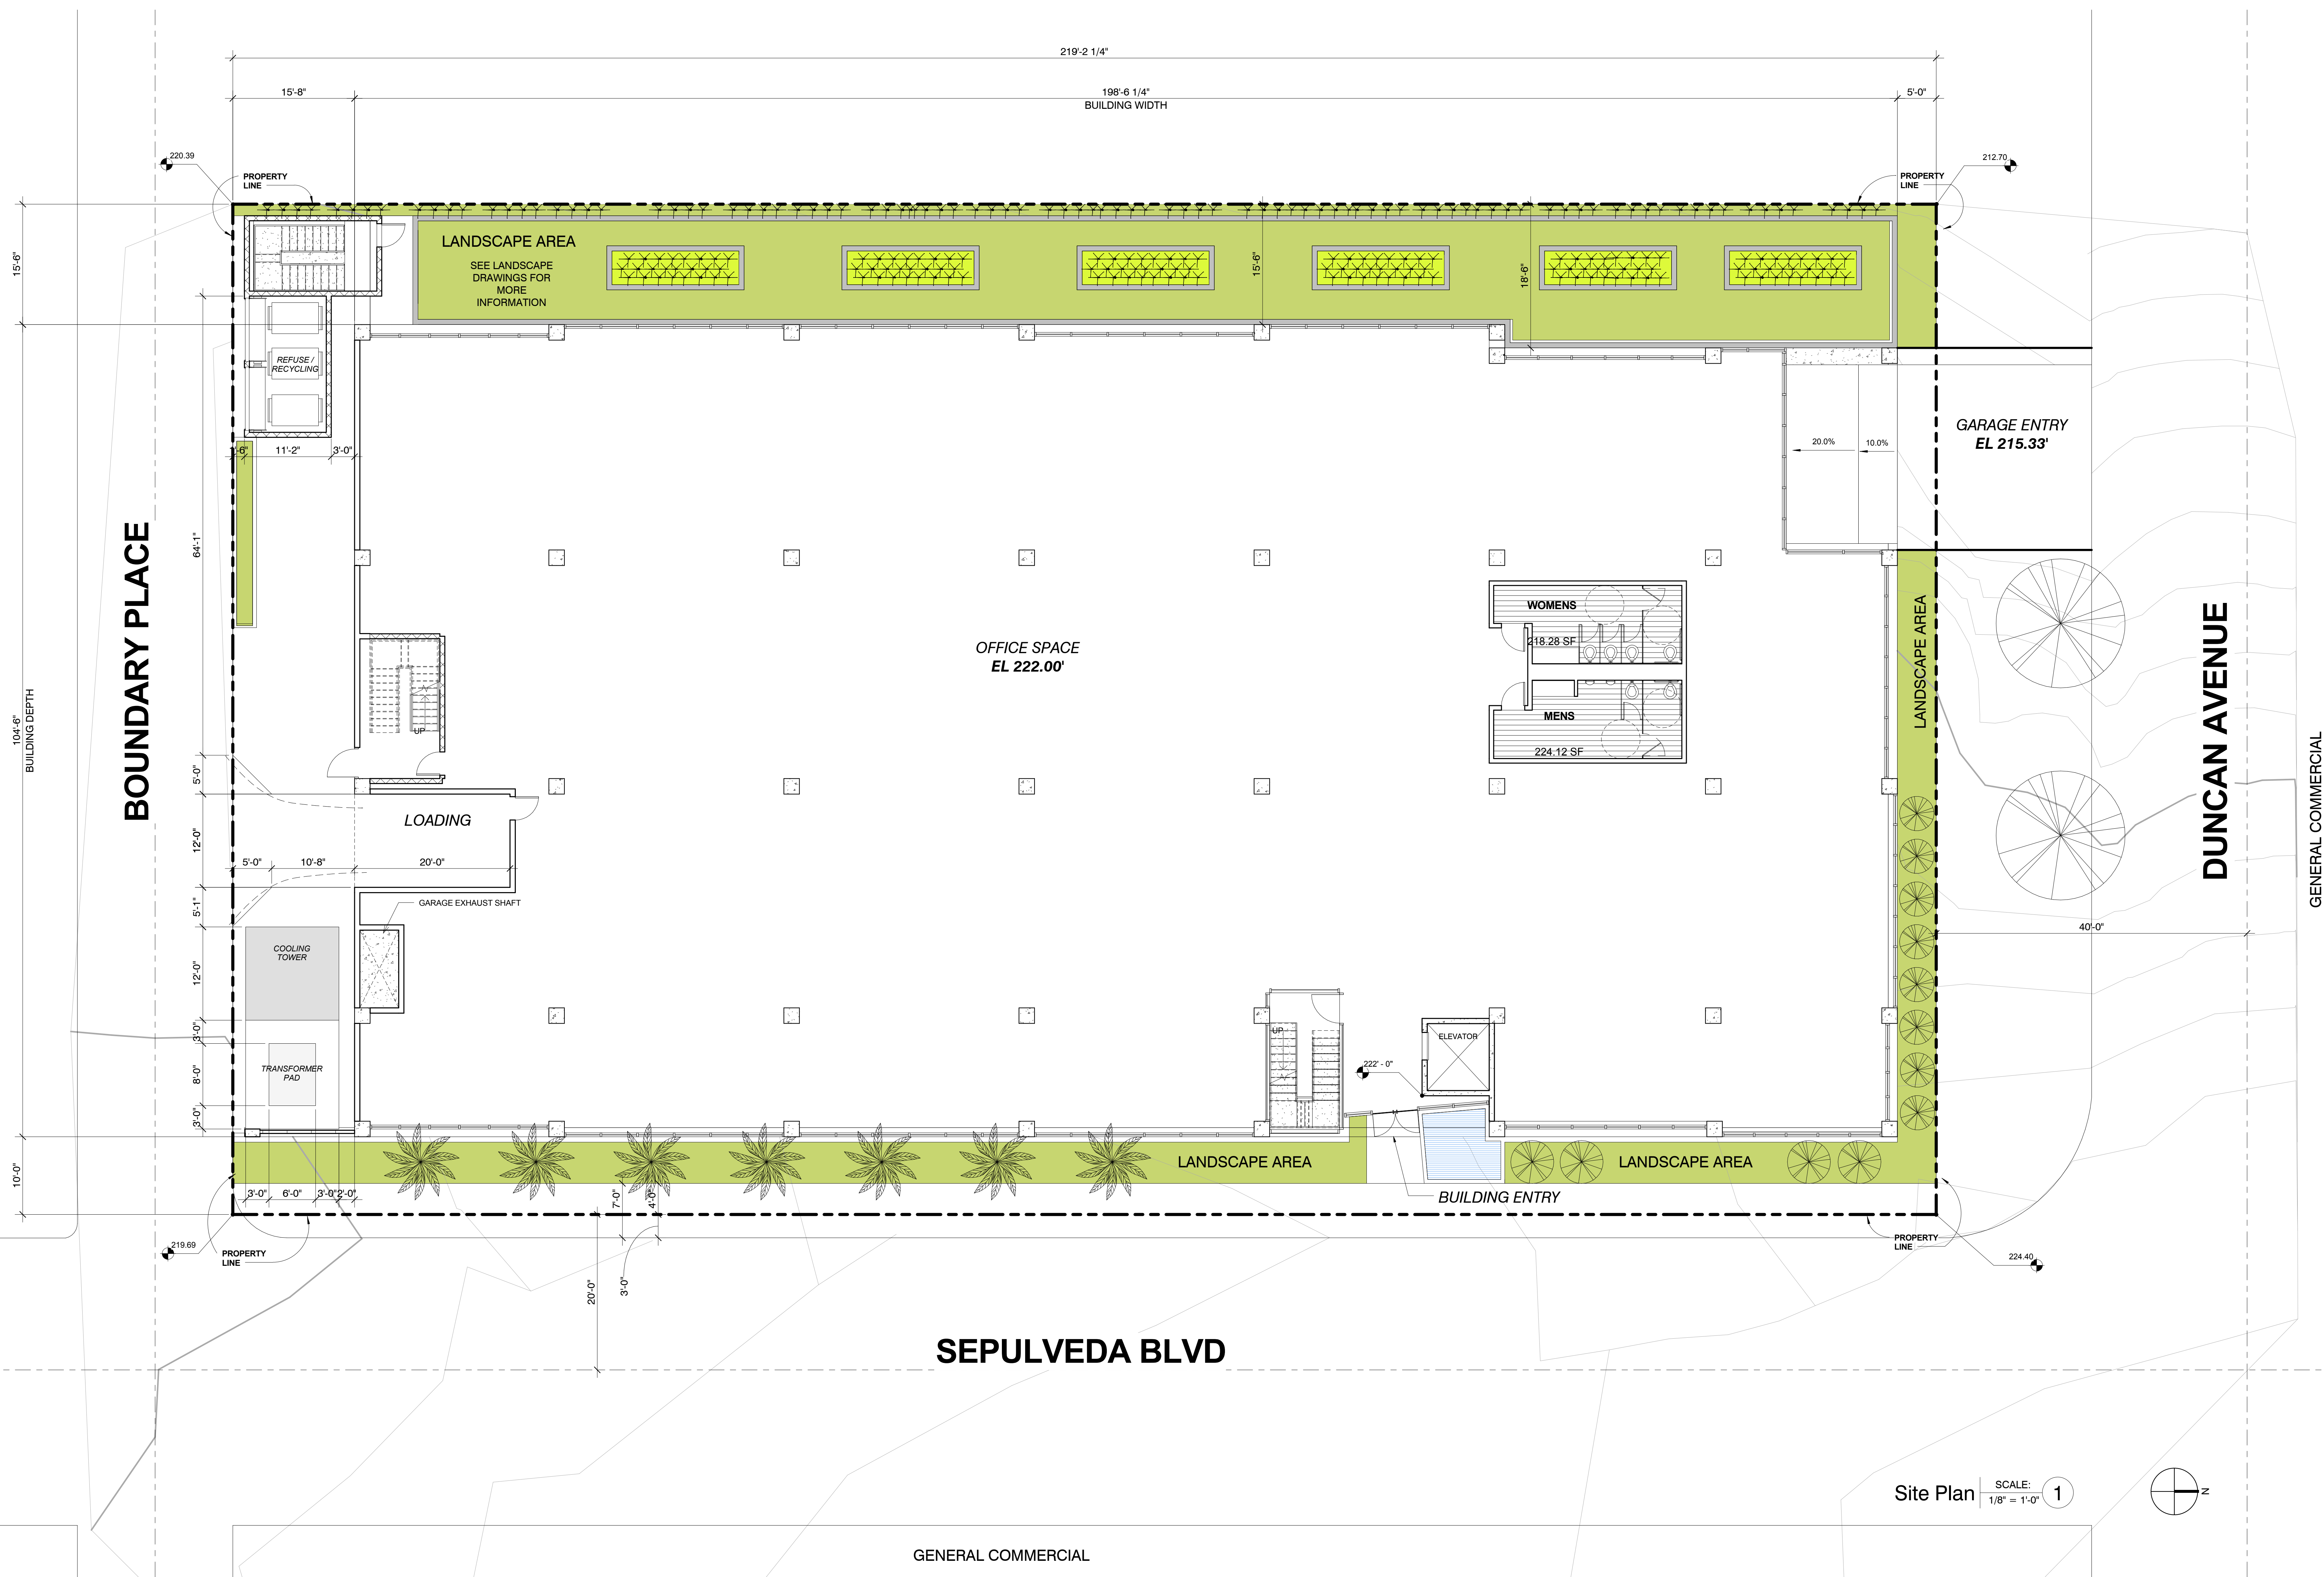 219'-2 1/4"
15'-8"
198'-6 1/4"
BUILDING WIDTH
5'-0"
220.39
PROPERTY
LINE
212.70
PROPERTY
LINE
15'-6"
LANDSCAPE AREA
SEE LANDSCAPE
DRAWINGS FOR
MORE
INFORMATION
15'-6"
18'-6"
REFUSE /
RECYCLING
GARAGE ENTRY
EL 215.33'
20.0%
10.0%
11'-2"
3'-0"
64'-1"
BOUNDARY PLACE
OFFICE SPACE
EL 222.00'
WOMENS
218.28 SF
MENS
224.12 SF
LANDSCAPE AREA
DUNCAN AVENUE
GENERAL COMMERCIAL
104'-6"
BUILDING DEPTH
UP
5'-0"
LOADING
12'-0"
5'-0"
10'-8"
20'-0"
5'-1"
GARAGE EXHAUST SHAFT
40'-0"
COOLING
TOWER
12'-0"
3'-0"
UP
ELEVATOR
222' - 0"
TRANSFORMER
PAD
8'-0"
3'-0"
10'-0"
LANDSCAPE AREA
LANDSCAPE AREA
3'-0"
6'-0"
3'-0"
2'-0"
7'-0"
4'-0"
BUILDING ENTRY
219.69
PROPERTY
LINE
PROPERTY
LINE
224.40
20'-0"
3'-0"
SEPULVEDA BLVD
Site Plan
SCALE:
1/8" = 1'-0"
1
N
GENERAL COMMERCIAL